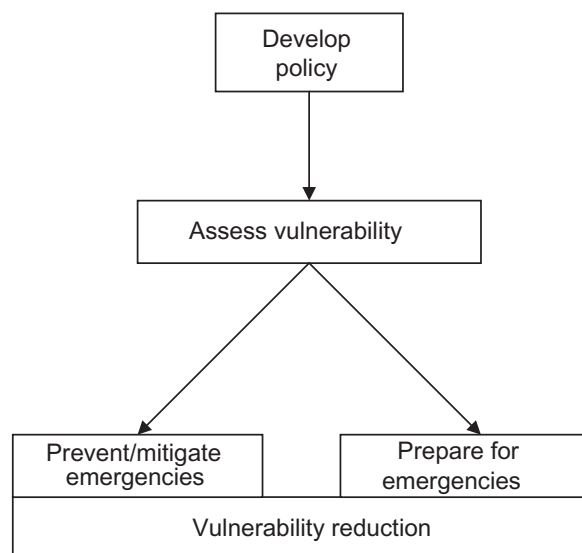 Develop
policy
Assess vulnerability
Prevent/mitigate
emergencies
Prepare for
emergencies
Vulnerability reduction